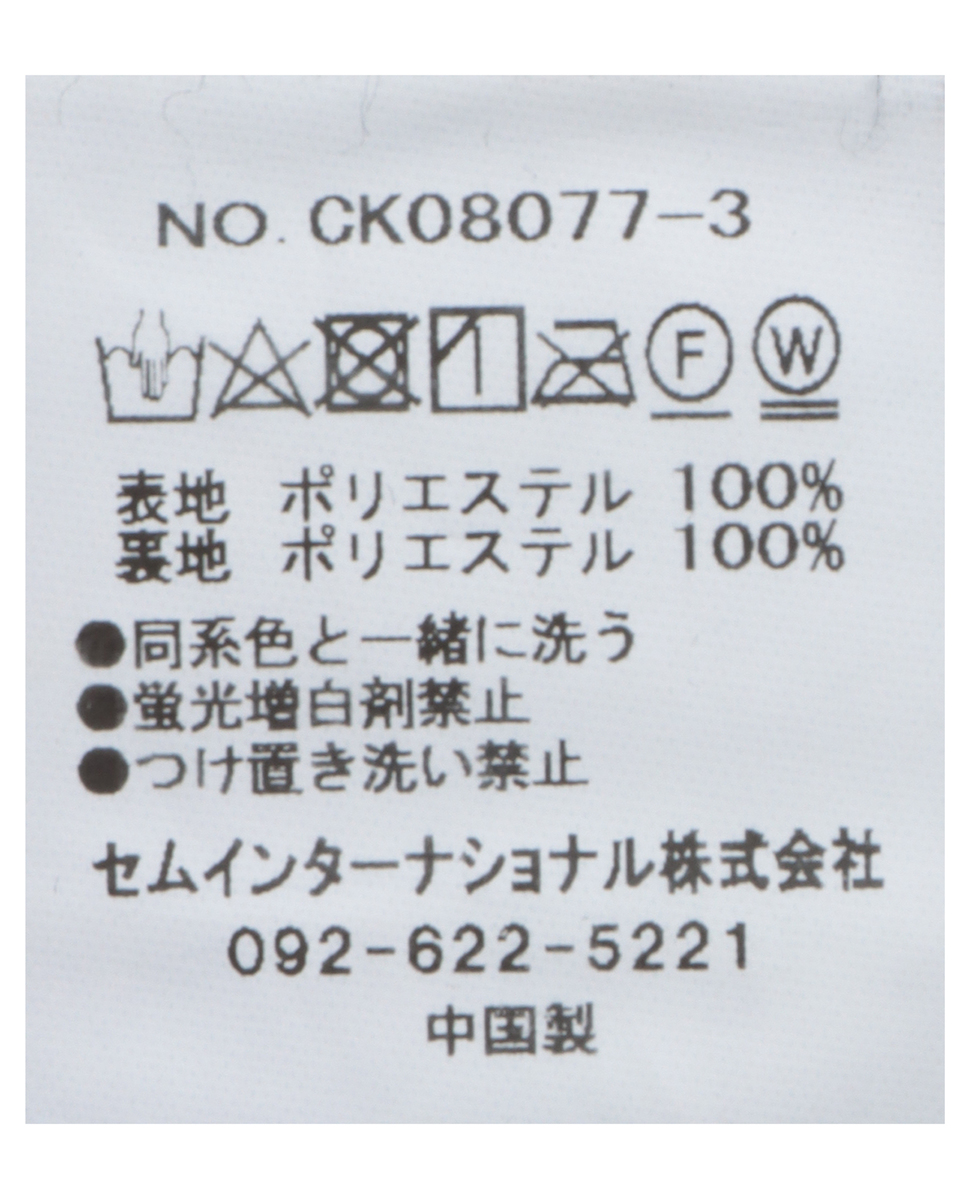 NO. CK08077-3
F W
表地 ポリエステル 100%
裏地 ポリエステル 100%
●同系色と一緒に洗う
●蛍光増白剤禁止
●つけ置き洗い禁止
セムインターナショナル株式会社
092-622-5221
中国製